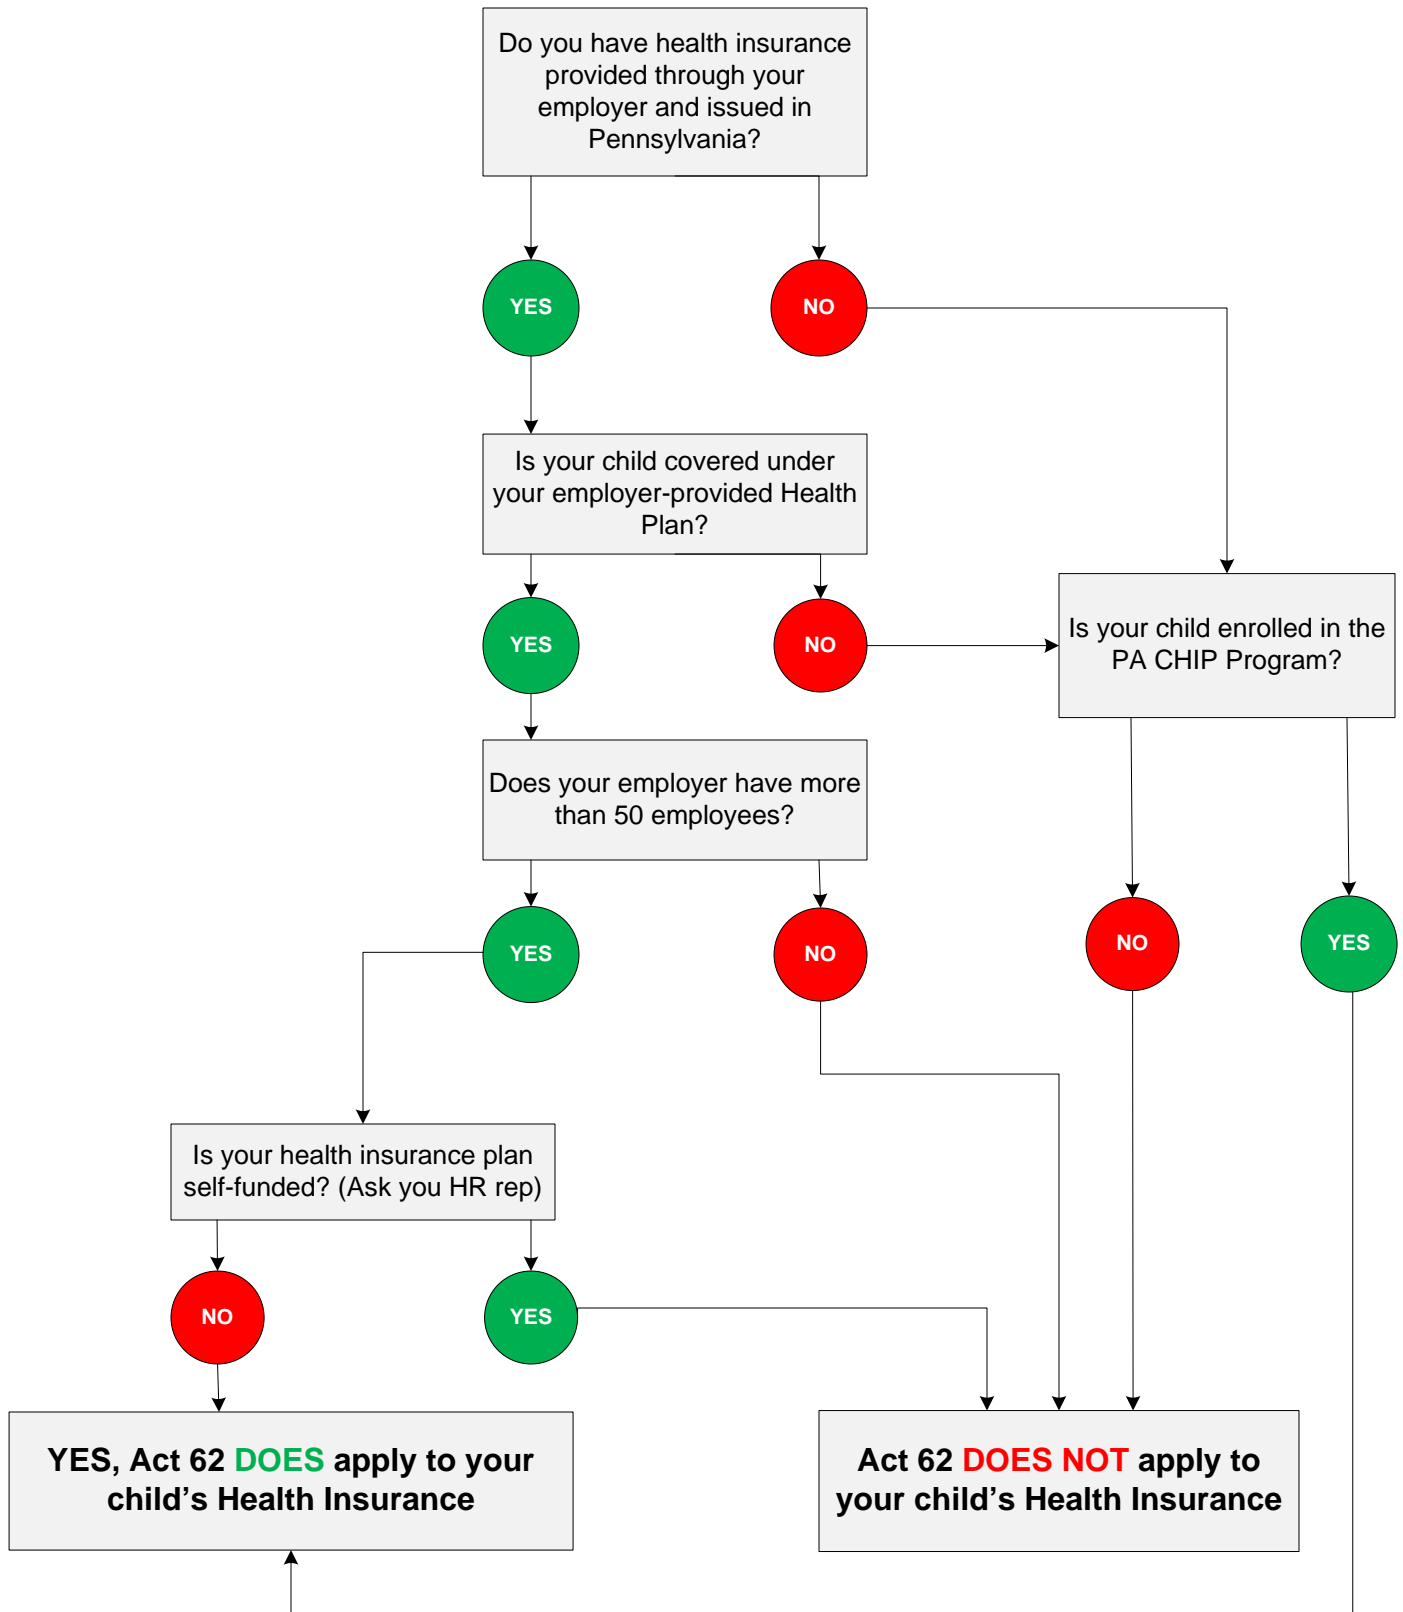 Do you have health insurance
provided through your
employer and issued in
Pennsylvania?
YES
NO
Is your child covered under
your employer-provided Health
Plan?
YES
NO
Is your child enrolled in the
PA CHIP Program?
Does your employer have more
than 50 employees?
YES
NO
NO
YES
Is your health insurance plan
self-funded? (Ask you HR rep)
NO
YES
YES, Act 62 DOES apply to your
child’s Health Insurance
Act 62 DOES NOT apply to
your child’s Health Insurance